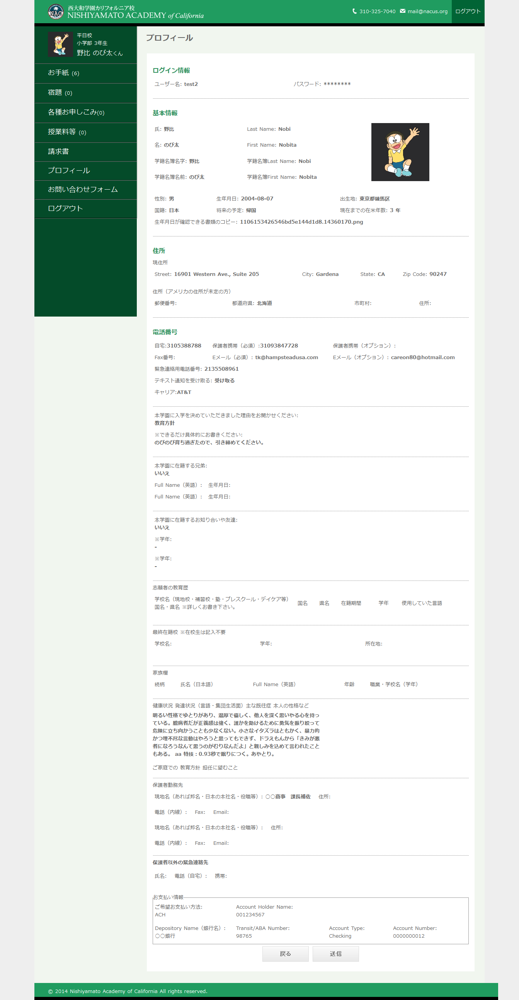 西大和学園カリフォルニア校
NISHIYAMATO ACADEMY of California
NAC
310-325-7040
mail@nacus.org
ログアウト
平日校
小学部 3年生
野比 のび太くん
お手紙 (6)
宿題 (0)
各種お申しこみ(0)
授業料等 (0)
請求書
プロフィール
お問い合わせフォーム
ログアウト
プロフィール
ログイン情報
ユーザー名: test2 パスワード: ********
基本情報
氏: 野比 Last Name: Nobi
名: のび太 First Name: Nobita
学籍名簿名字: 野比 学籍名簿Last Name: Nobi
学籍名簿名前: のび太 学籍名簿First Name: Nobita
性別: 男 生年月日: 2004-08-07 出生地: 東京都練馬区
国籍: 日本 将来の予定: 帰国 現在までの在米年数: 3 年
生年月日が確認できる書類のコピー: 1106153426546bd5e144d1d8.14360170.png
住所
現住所
Street: 16901 Western Ave., Suite 205 City: Gardena State: CA Zip Code: 90247
住所（アメリカの住所が未定の方）
郵便番号: 都道府県: 北海道 市町村: 住所:
電話番号
自宅:3105388788 保護者携帯（必須）:31093847728 保護者携帯（オプション）:
Fax番号: Eメール（必須）: tk@hampsteadusa.com Eメール（オプション）: careon80@hotmail.com
緊急連絡用電話番号: 2135508961
テキスト通知を受け取る: 受け取る
キャリア:AT&T
本学園に入学を決めていただきました理由をお聞かせください:
教育方針
※できるだけ具体的にお書きください:
のびのび育ち過ぎたので、引き締めてください。
本学園に在籍する兄弟:
いいえ
Full Name（英語）: 生年月日:
Full Name（英語）: 生年月日:
本学園に在籍するお知り合いや友達:
いいえ
※学年:
-
※学年:
-
志願者の教育歴
学校名（現地校・補習校・塾・プレスクール・デイケア等）
国名・県名 ※詳しくお書き下さい。
国名 県名 在籍期間 学年 使用していた言語
最終在籍校 ※在校生は記入不要
学校名: 学年: 所在地:
家族欄
続柄 氏名（日本語） Full Name（英語） 年齢 職業・学校名（学年）
健康状況 発達状況（言語・集団生活面）主な既往症 本人の性格など
明るい性格でゆとりがあり、温厚で優しく、他人を深く思いやる心を持っ
ている。臆病者だが正義感は強く、誰かを助けるために勇気を振り絞って
危険に立ち向かうことも少なくない。小さなイタズラはともかく、暴力的
かつ理不尽な言動はやろうと思ってもできず、ドラえもんから「きみが悪
者になろうなんて思うのがむりなんだよ」と親しみを込めて言われたこと
もある。 aa 特技：0.93秒で眠りにつく。あやとり。
ご家庭での 教育方針 担任に望むこと
保護者勤務先
現地名（あれば邦名・日本の本社名・役職等）: ○○商事　課長補佐 住所:
電話（内線）: Fax: Email:
現地名（あれば邦名・日本の本社名・役職等）: 住所:
電話（内線）: Fax: Email:
保護者以外の緊急連絡先
氏名: 電話（自宅）: 携帯:
お支払い情報
ご希望お支払い方法: Account Holder Name:
ACH 001234567
Depository Name（銀行名）: Transit/ABA Number: Account Type: Account Number:
○○銀行 98765 Checking 0000000012
戻る 送信
© 2014 Nishiyamato Academy of California All rights reserved.